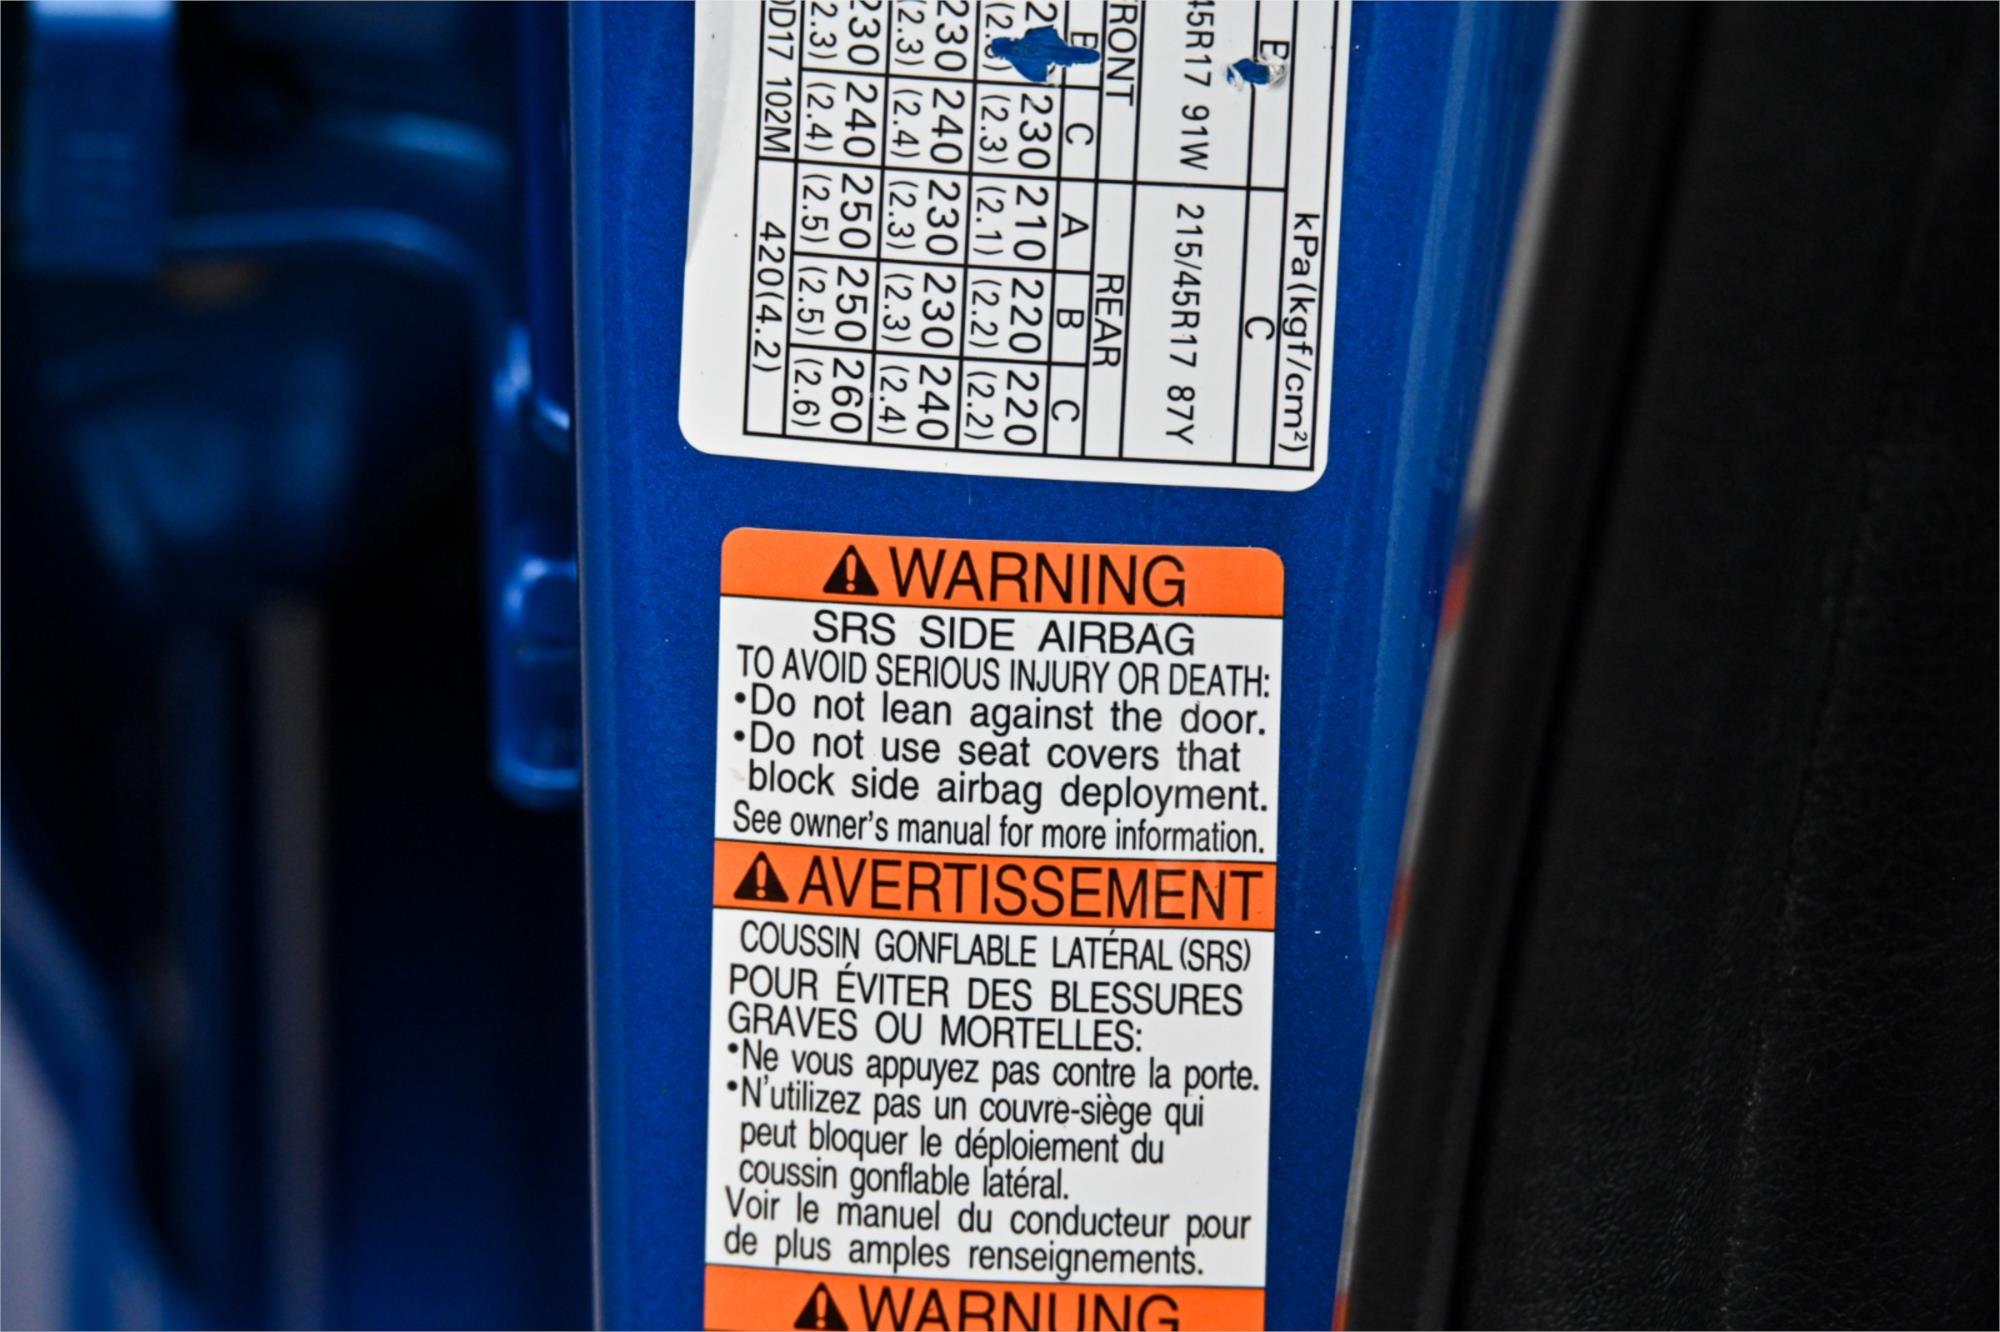 kPa(kgf/cm²)
B C
45R17 91W 215/45R17 87Y
FRONT REAR
B C A B C
230 210 220 220
(2.3) (2.1) (2.2) (2.2)
230 240 230 230 240
(2.3) (2.4) (2.3) (2.3) (2.4)
230 240 250 250 260
2.3) (2.4) (2.5) (2.5) (2.6)
D17 102M 420(4.2)
WARNING
SRS SIDE AIRBAG
TO AVOID SERIOUS INJURY OR DEATH:
•Do not lean against the door.
•Do not use seat covers that
block side airbag deployment.
See owner's manual for more information.
AVERTISSEMENT
COUSSIN GONFLABLE LATÉRAL (SRS)
POUR ÉVITER DES BLESSURES
GRAVES OU MORTELLES:
•Ne vous appuyez pas contre la porte.
•N'utilizez pas un couvre-siège qui
peut bloquer le déploiement du
coussin gonflable latéral.
Voir le manuel du conducteur pour
de plus amples renseignements.
WARNUNG